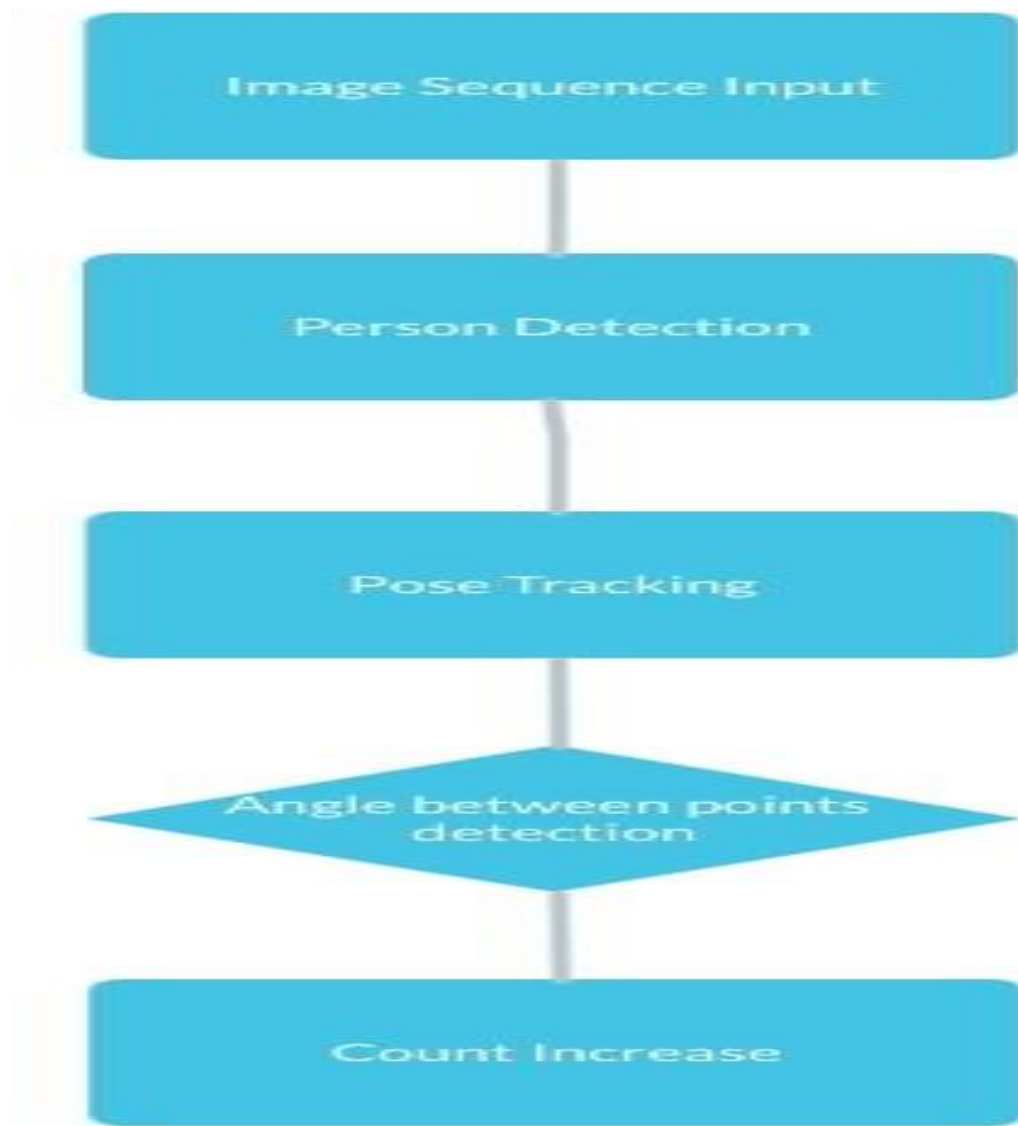 Image Sequence Input
Person Detection
Pose Tracking
Angle between points
detection
Count Increase